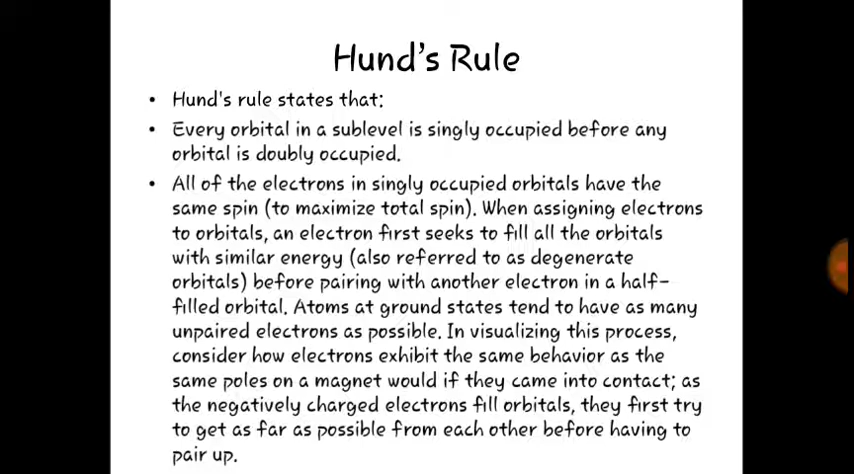 Hund's Rule
• Hund's rule states that:
• Every orbital in a sublevel is singly occupied before any
orbital is doubly occupied.
• All of the electrons in singly occupied orbitals have the
same spin (to maximize total spin). When assigning electrons
to orbitals, an electron first seeks to fill all the orbitals
with similar energy (also referred to as degenerate
orbitals) before pairing with another electron in a half-
filled orbital. Atoms at ground states tend to have as many
unpaired electrons as possible. In visualizing this process,
consider how electrons exhibit the same behavior as the
same poles on a magnet would if they came into contact; as
the negatively charged electrons fill orbitals, they first try
to get as far as possible from each other before having to
pair up.